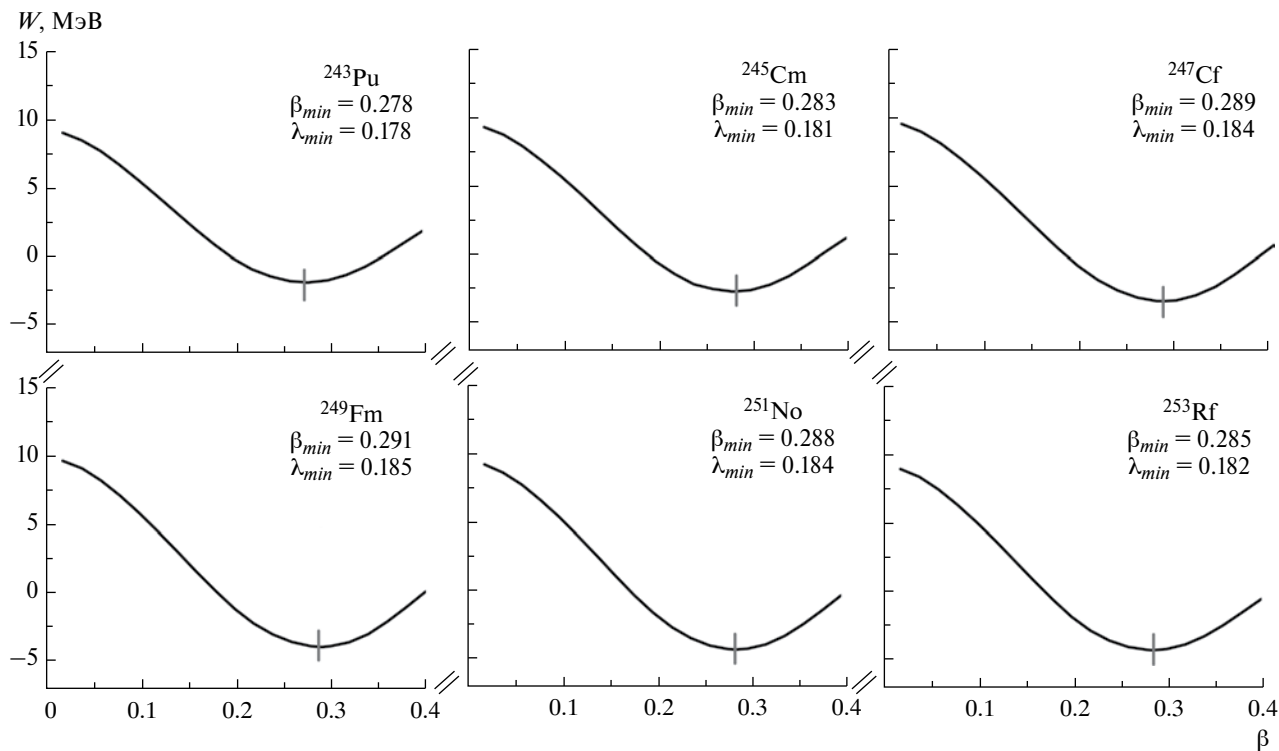 W, МэВ
15
10
5
0
−5
²⁴³Pu
β_min = 0.278
λ_min = 0.178
²⁴⁵Cm
β_min = 0.283
λ_min = 0.181
²⁴⁷Cf
β_min = 0.289
λ_min = 0.184
15
10
5
0
−5
²⁴⁹Fm
β_min = 0.291
λ_min = 0.185
²⁵¹No
β_min = 0.288
λ_min = 0.184
²⁵³Rf
β_min = 0.285
λ_min = 0.182
0 0.1 0.2 0.3 0.4 0.1 0.2 0.3 0.4 0.1 0.2 0.3 0.4
β